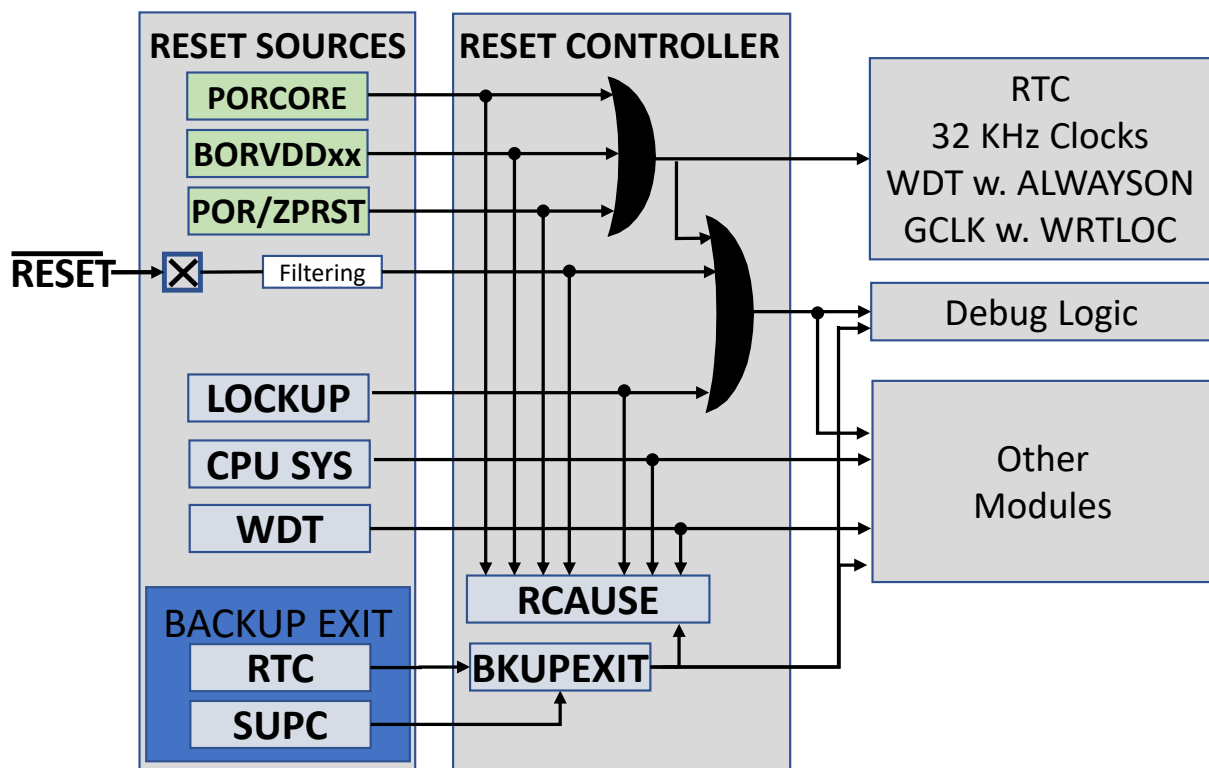 RESET SOURCES
RESET CONTROLLER
PORCORE
BORVDDxx
POR/ZPRST
RESET
Filtering
LOCKUP
CPU SYS
WDT
BACKUP EXIT
RTC
SUPC
RCAUSE
BKUPEXIT
RTC
32 KHz Clocks
WDT w. ALWAYSON
GCLK w. WRTLOC
Debug Logic
Other
Modules